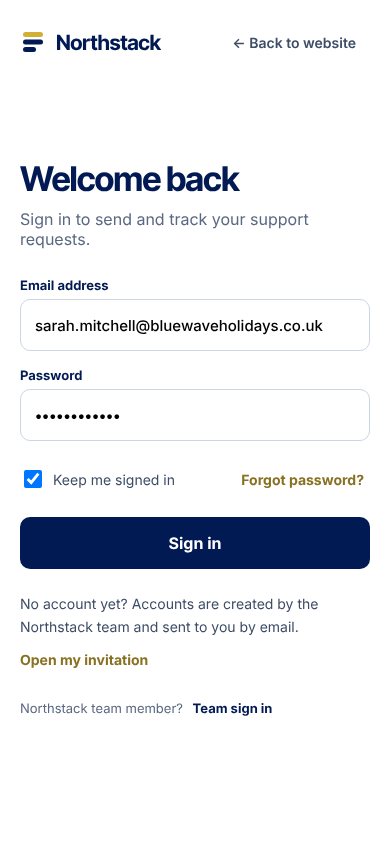 Northstack
← Back to website
Welcome back
Sign in to send and track your support
requests.
Email address
sarah.mitchell@bluewaveholidays.co.uk
Password
••••••••••••
Keep me signed in
Forgot password?
Sign in
No account yet? Accounts are created by the
Northstack team and sent to you by email.
Open my invitation
Northstack team member? Team sign in